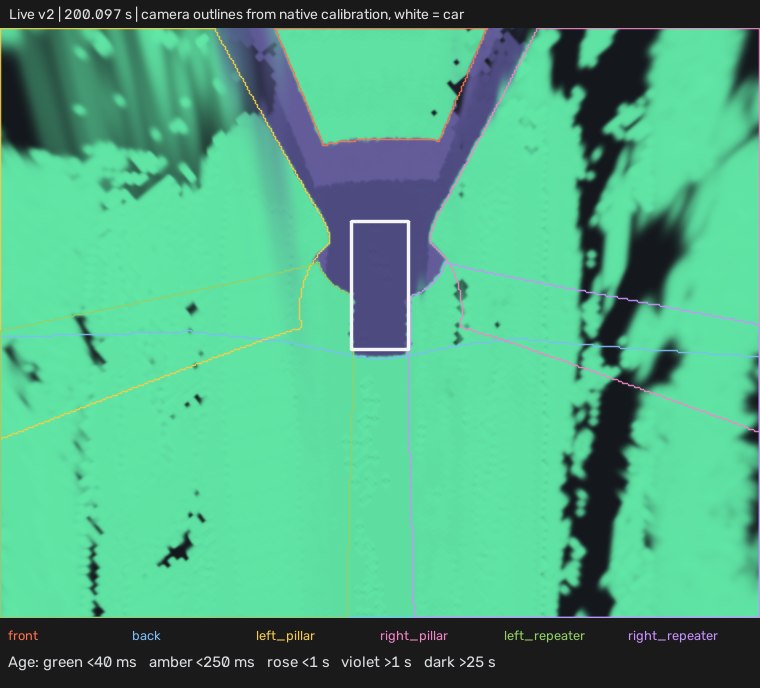 Live v2 | 200.097 s | camera outlines from native calibration, white = car
front back left_pillar right_pillar left_repeater right_repeater
Age: green <40 ms amber <250 ms rose <1 s violet >1 s dark >25 s